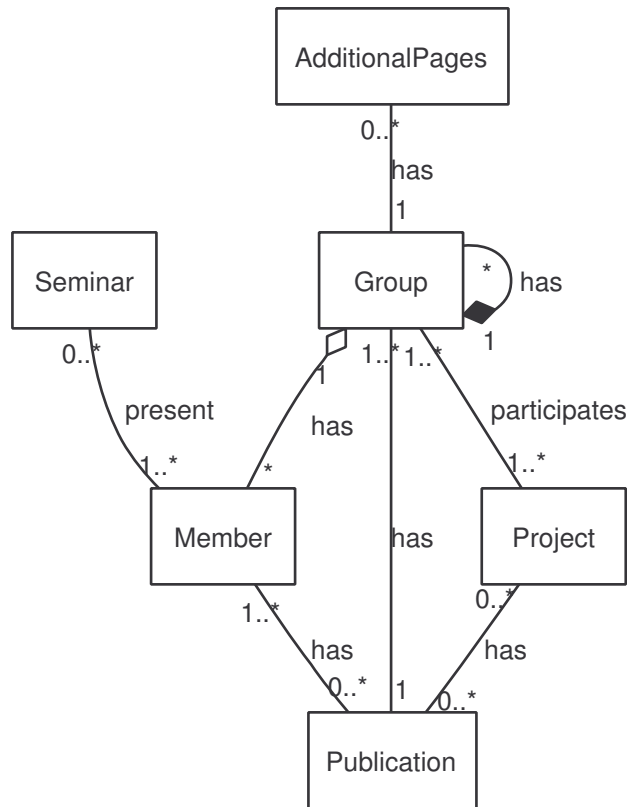 AdditionalPages
0..*
has
1
Seminar
Group
*
has
1
0..*
1
1..*
1..*
present
has
participates
1..*
*
1..*
Member
has
Project
1..*
0..*
has
has
0..*
1
0..*
Publication